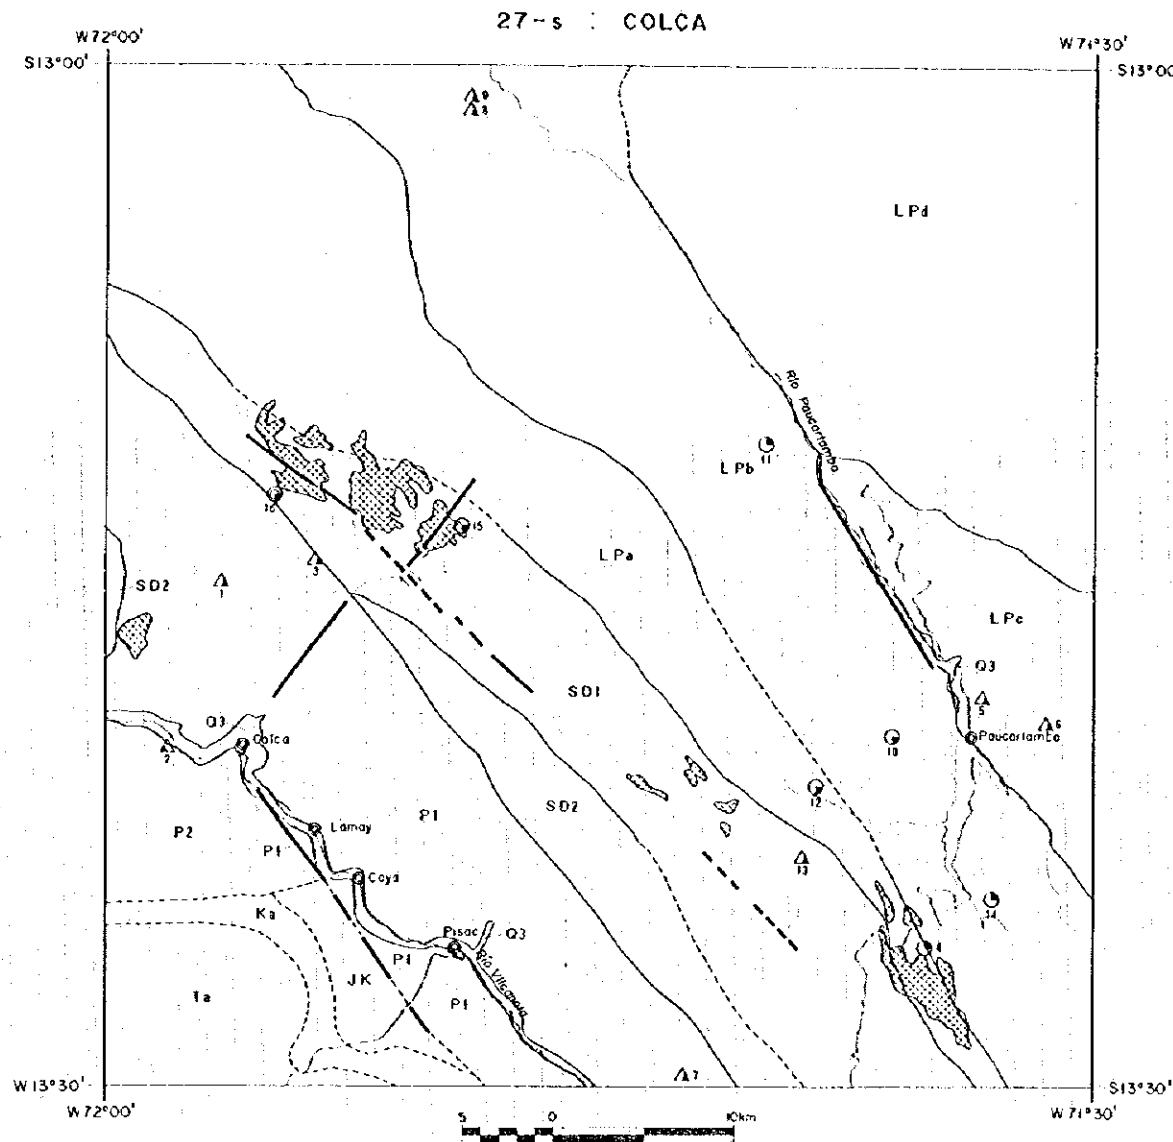 27-s : COLCA
W72°00'
W71°30'
S13°00'
S13°00'
9
8
LPd
Río Paucartambo
11
LPb
16
15
LPa
3
SD2
1
LPc
SD1
Q3
5
6
Q3
Colca
Paucartambo
2
10
12
SD2
P2
P1
Lamay
P1
13
Coya
Ka
14
Pisac
Q3
4
P1
Río Vilcanota
JK
Ta
P1
7
W13°30'
S13°30'
W72°00'
W71°30'
5 0 10km